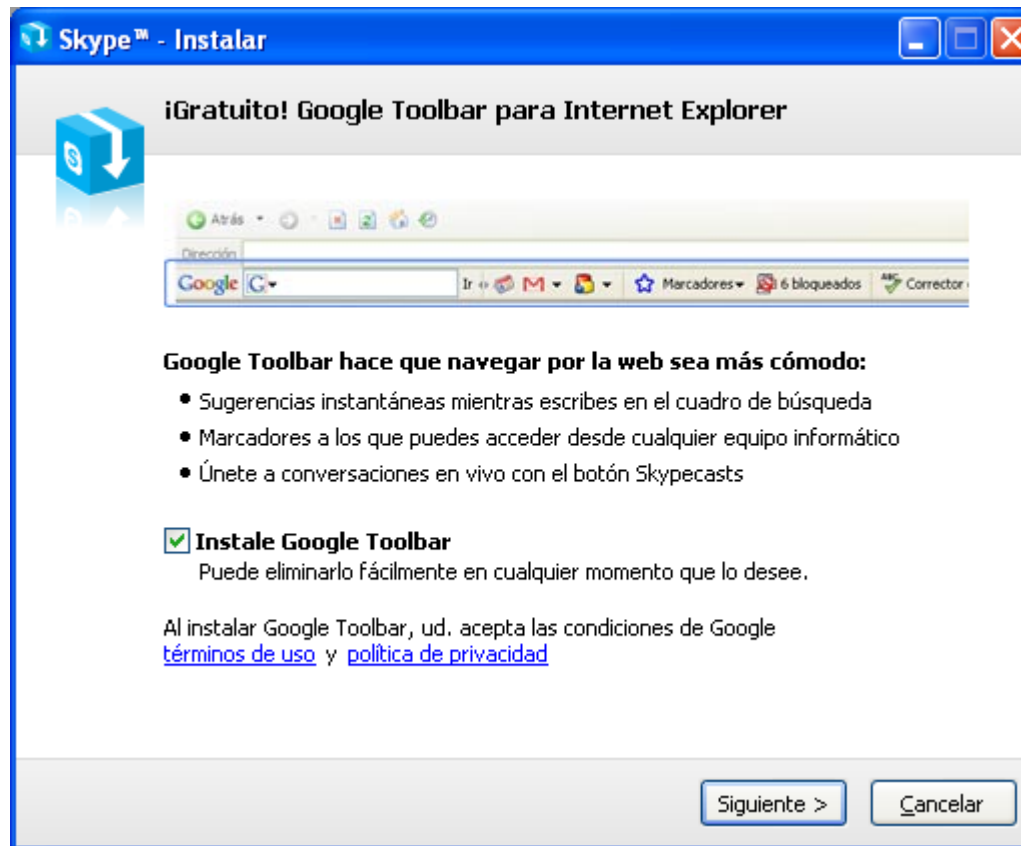 Skype™ - Instalar
¡Gratuito! Google Toolbar para Internet Explorer
Atrás
Dirección
Google G Ir Marcadores 6 bloqueados ABC Corrector
Google Toolbar hace que navegar por la web sea más cómodo:
• Sugerencias instantáneas mientras escribes en el cuadro de búsqueda
• Marcadores a los que puedes acceder desde cualquier equipo informático
• Únete a conversaciones en vivo con el botón Skypecasts
Instale Google Toolbar
Puede eliminarlo fácilmente en cualquier momento que lo desee.
Al instalar Google Toolbar, ud. acepta las condiciones de Google
términos de uso y política de privacidad
Siguiente > Cancelar